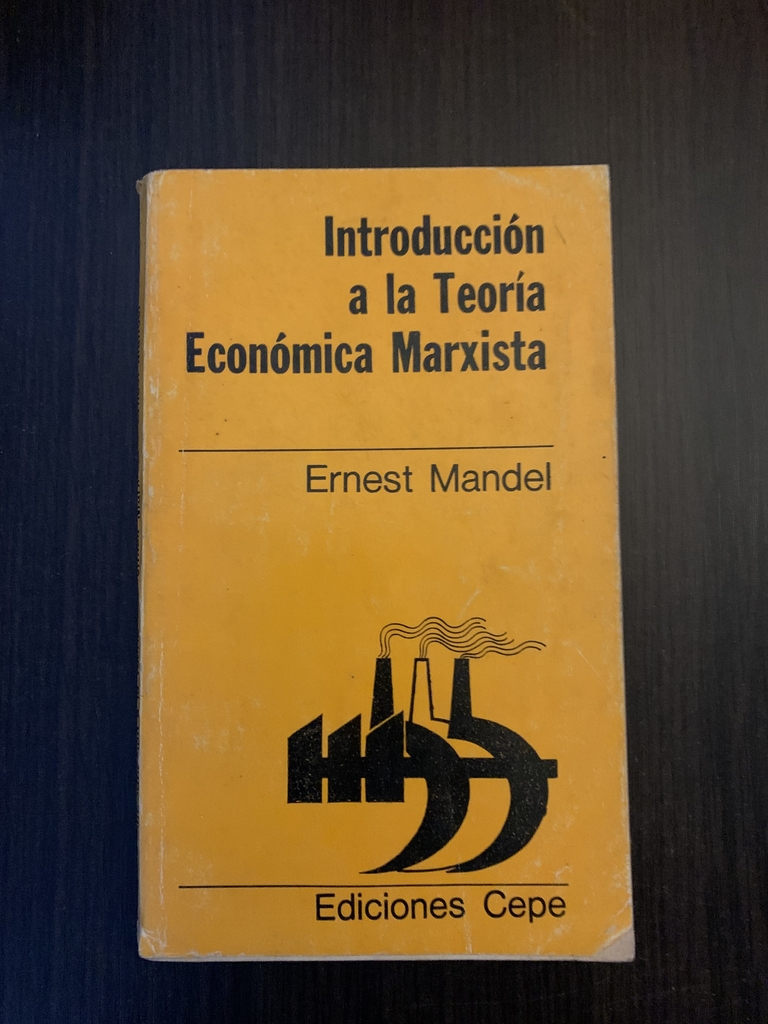 Introducción
a la Teoría
Económica Marxista
Ernest Mandel
Ediciones Cepe